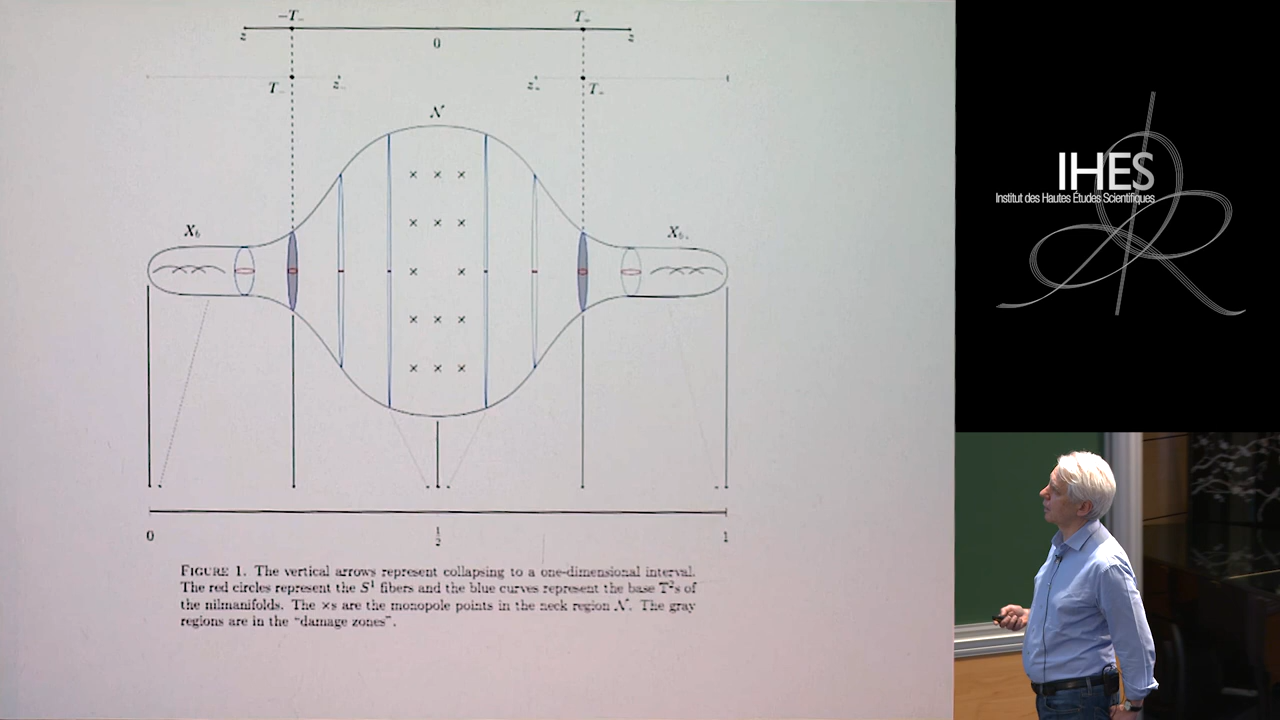 −T₋ T₊
z 0 z
T₋ z₋ z₊ T₊
𝒩
X_b₋ X_b₊
0 1/2 1
FIGURE 1. The vertical arrows represent collapsing to a one-dimensional interval.
The red circles represent the S¹ fibers and the blue curves represent the base 𝕋²s of
the nilmanifolds. The ×s are the monopole points in the neck region 𝒩. The gray
regions are in the "damage zones".
IHES
Institut des Hautes Études Scientifiques